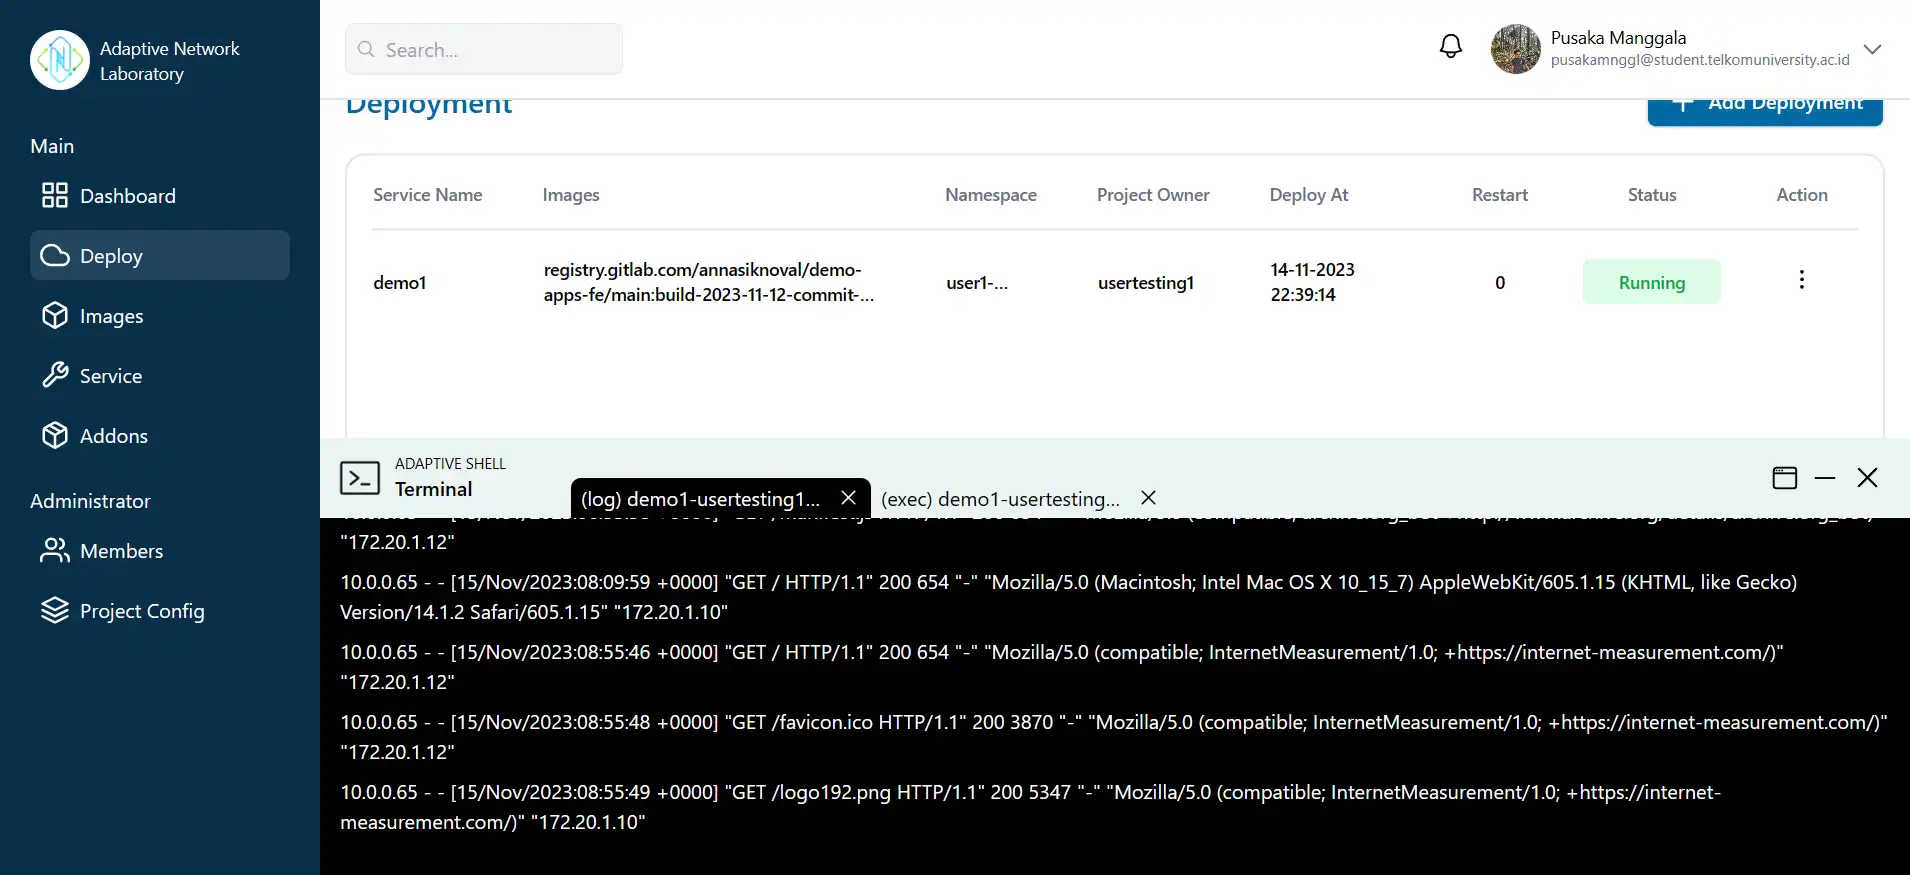 Adaptive Network
Laboratory
Search...
Pusaka Manggala
pusakamnggl@student.telkomuniversity.ac.id
Main
Dashboard
Deploy
Images
Service
Addons
Administrator
Members
Project Config
Deployment
Add Deployment
Service Name Images Namespace Project Owner Deploy At Restart Status Action
demo1 registry.gitlab.com/annasiknoval/demo- user1-... usertesting1 14-11-2023 0 Running
apps-fe/main:build-2023-11-12-commit-... 22:39:14
ADAPTIVE SHELL
Terminal
(log) demo1-usertesting1... (exec) demo1-usertesting...
"172.20.1.12"
10.0.0.65 - - [15/Nov/2023:08:09:59 +0000] "GET / HTTP/1.1" 200 654 "-" "Mozilla/5.0 (Macintosh; Intel Mac OS X 10_15_7) AppleWebKit/605.1.15 (KHTML, like Gecko)
Version/14.1.2 Safari/605.1.15" "172.20.1.10"
10.0.0.65 - - [15/Nov/2023:08:55:46 +0000] "GET / HTTP/1.1" 200 654 "-" "Mozilla/5.0 (compatible; InternetMeasurement/1.0; +https://internet-measurement.com/)"
"172.20.1.12"
10.0.0.65 - - [15/Nov/2023:08:55:48 +0000] "GET /favicon.ico HTTP/1.1" 200 3870 "-" "Mozilla/5.0 (compatible; InternetMeasurement/1.0; +https://internet-measurement.com/)"
"172.20.1.12"
10.0.0.65 - - [15/Nov/2023:08:55:49 +0000] "GET /logo192.png HTTP/1.1" 200 5347 "-" "Mozilla/5.0 (compatible; InternetMeasurement/1.0; +https://internet-
measurement.com/)" "172.20.1.10"